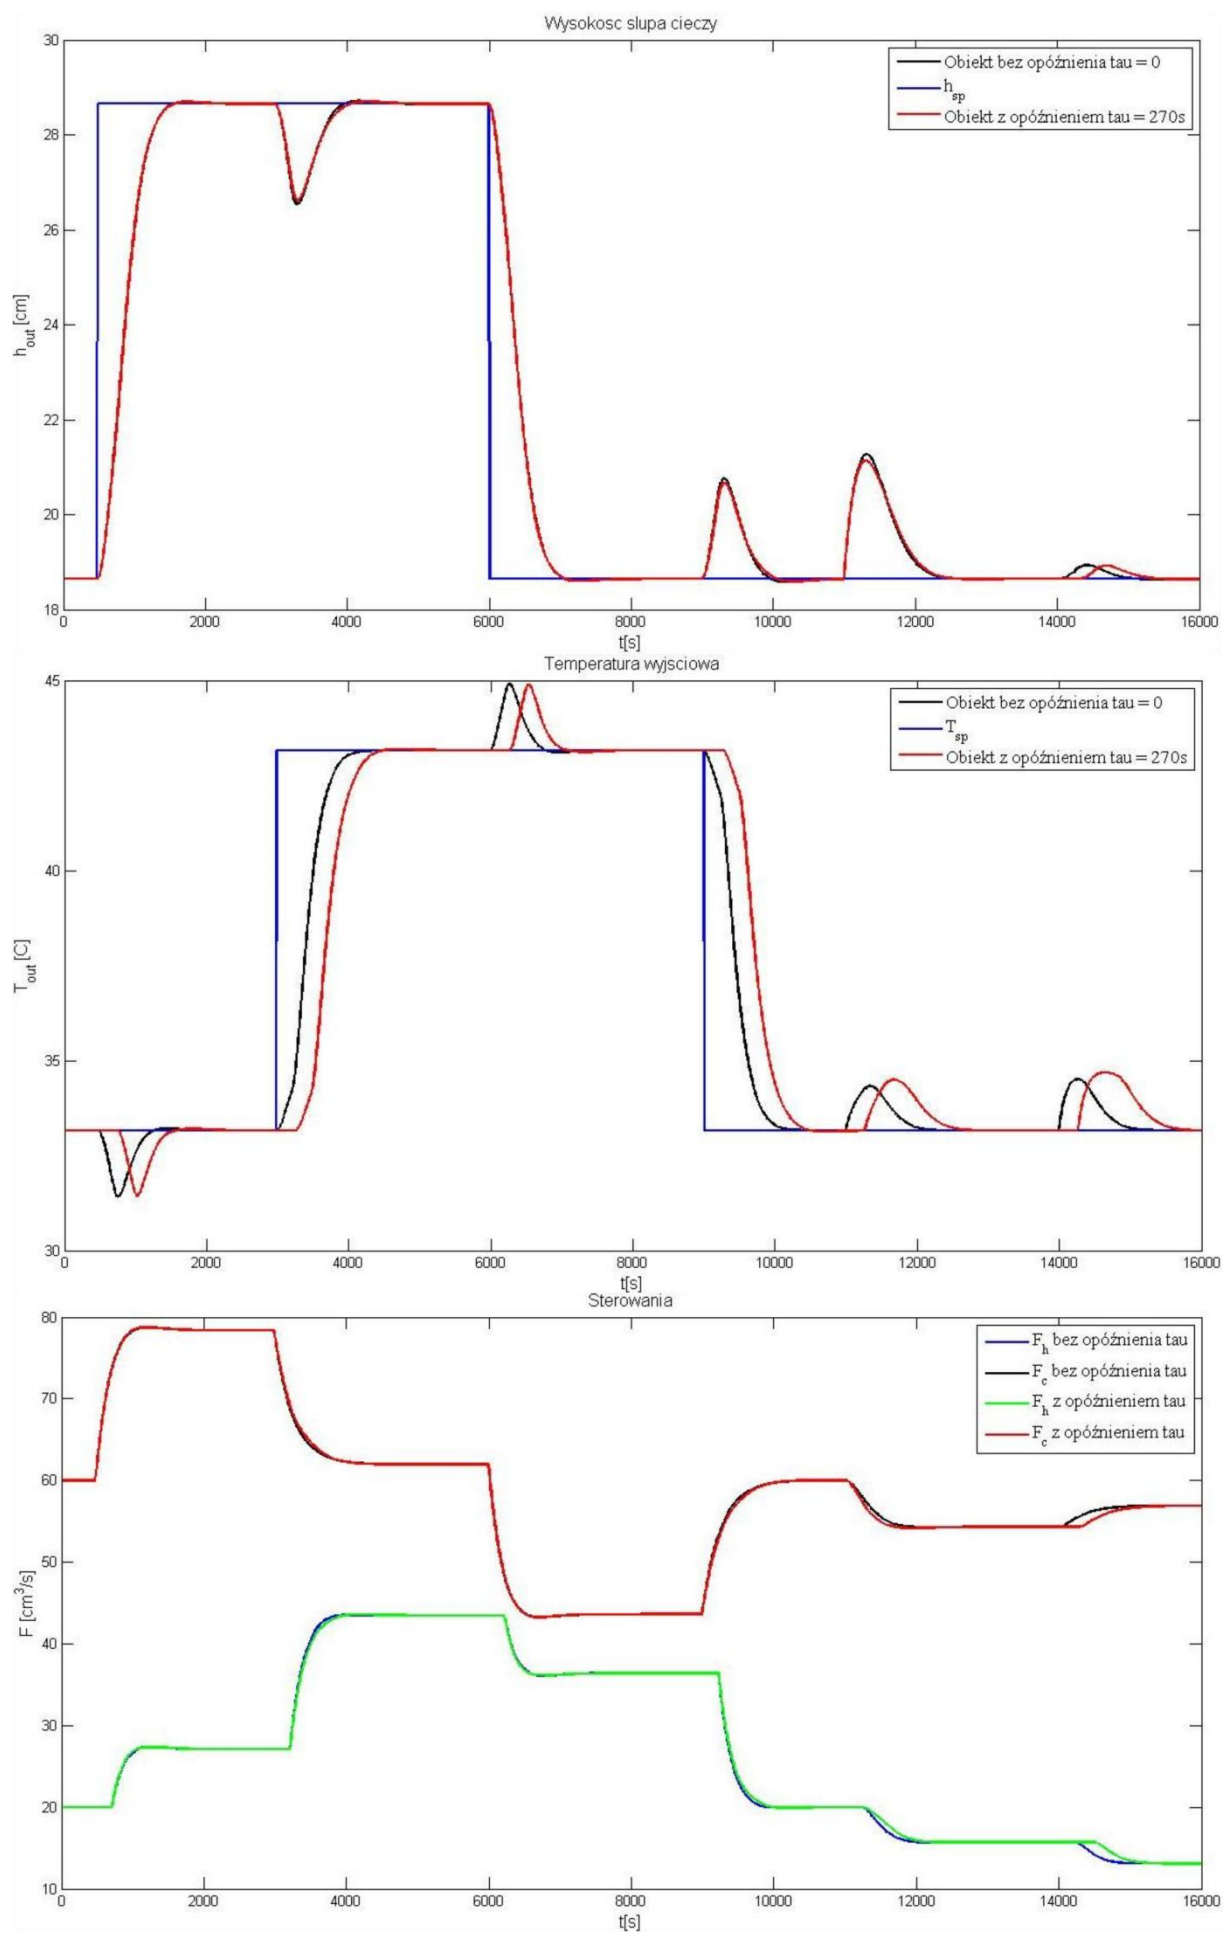 Wysokosc slupa cieczy
30
28
26
24
22
20
18
h_out [cm]
Obiekt bez opóźnienia tau = 0
h_sp
Obiekt z opóźnieniem tau = 270s
0 2000 4000 6000 8000 10000 12000 14000 16000
t[s]
Temperatura wyjsciowa
45
40
35
30
T_out [C]
Obiekt bez opóźnienia tau = 0
T_sp
Obiekt z opóźnieniem tau = 270s
0 2000 4000 6000 8000 10000 12000 14000 16000
t[s]
Sterowania
80
70
60
50
40
30
20
10
F [cm³/s]
F_h bez opóźnienia tau
F_c bez opóźnienia tau
F_h z opóźnieniem tau
F_c z opóźnieniem tau
0 2000 4000 6000 8000 10000 12000 14000 16000
t[s]